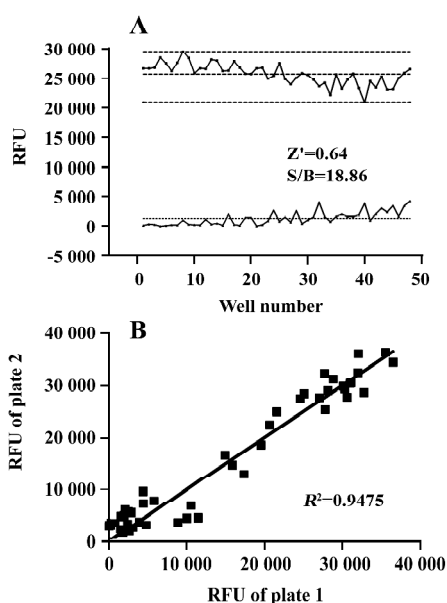 A
30 000
25 000
20 000
15 000
10 000
5 000
0
-5 000
RFU
Z'=0.64
S/B=18.86
0 10 20 30 40 50
Well number
B
40 000
30 000
20 000
10 000
0
RFU of plate 2
R²=0.9475
0 10 000 20 000 30 000 40 000
RFU of plate 1